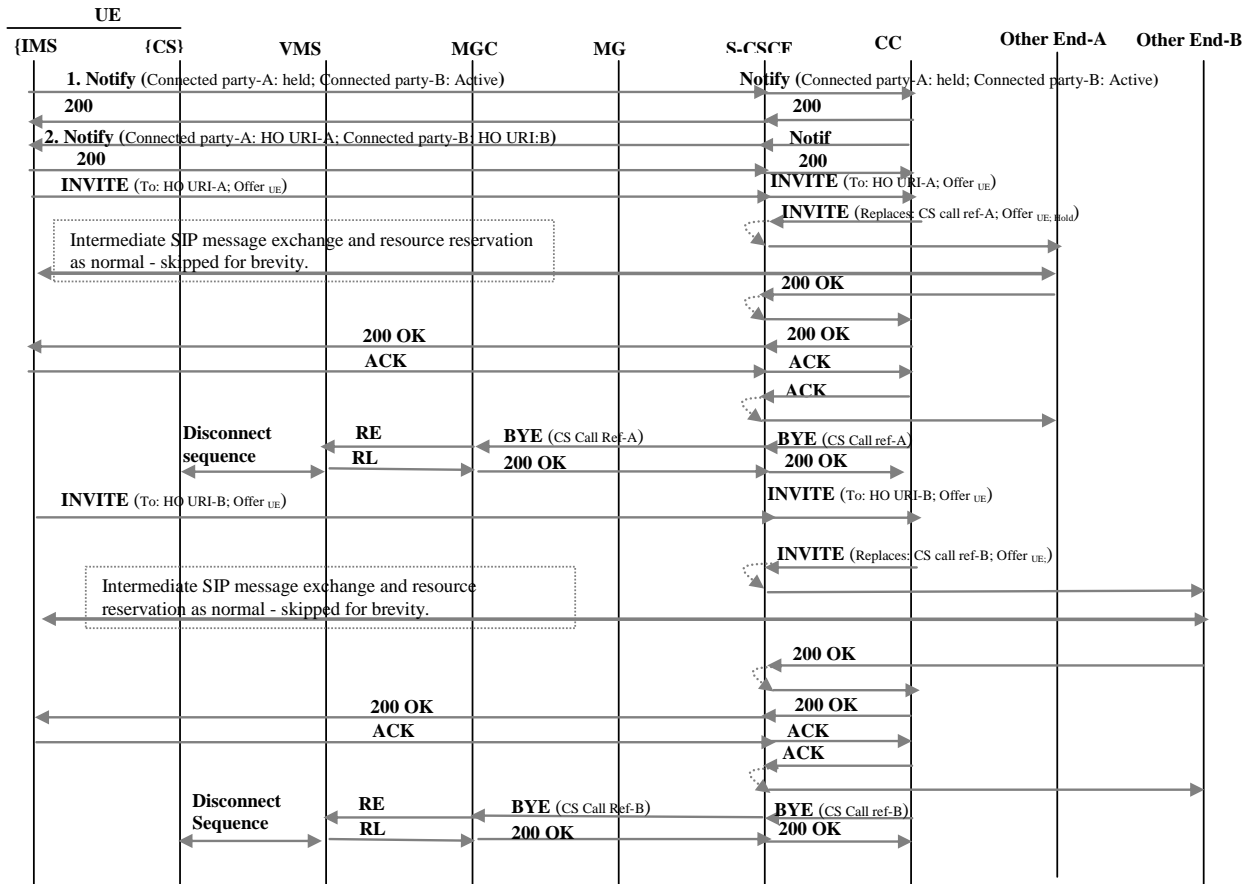 UE
{IMS {CS} VMS MGC MG S-CSCF CC Other End-A Other End-B
1. Notify (Connected party-A: held; Connected party-B: Active) Notify (Connected party-A: held; Connected party-B: Active)
200 200
2. Notify (Connected party-A: HO URI-A; Connected party-B; HO URI:B) Notif
200 200
INVITE (To: HO URI-A; Offer UE) INVITE (To: HO URI-A; Offer UE)
INVITE (Replaces: CS call ref-A; Offer UE; Hold)
Intermediate SIP message exchange and resource reservation
as normal - skipped for brevity.
200 OK
200 OK 200 OK
ACK ACK
ACK
Disconnect RE BYE (CS Call Ref-A) BYE (CS Call ref-A)
sequence RL 200 OK 200 OK
INVITE (To: HO URI-B; Offer UE) INVITE (To: HO URI-B; Offer UE)
INVITE (Replaces: CS call ref-B; Offer UE;)
Intermediate SIP message exchange and resource
reservation as normal - skipped for brevity.
200 OK
200 OK 200 OK
ACK ACK
ACK
Disconnect RE BYE (CS Call Ref-B) BYE (CS Call ref-B)
Sequence RL 200 OK 200 OK